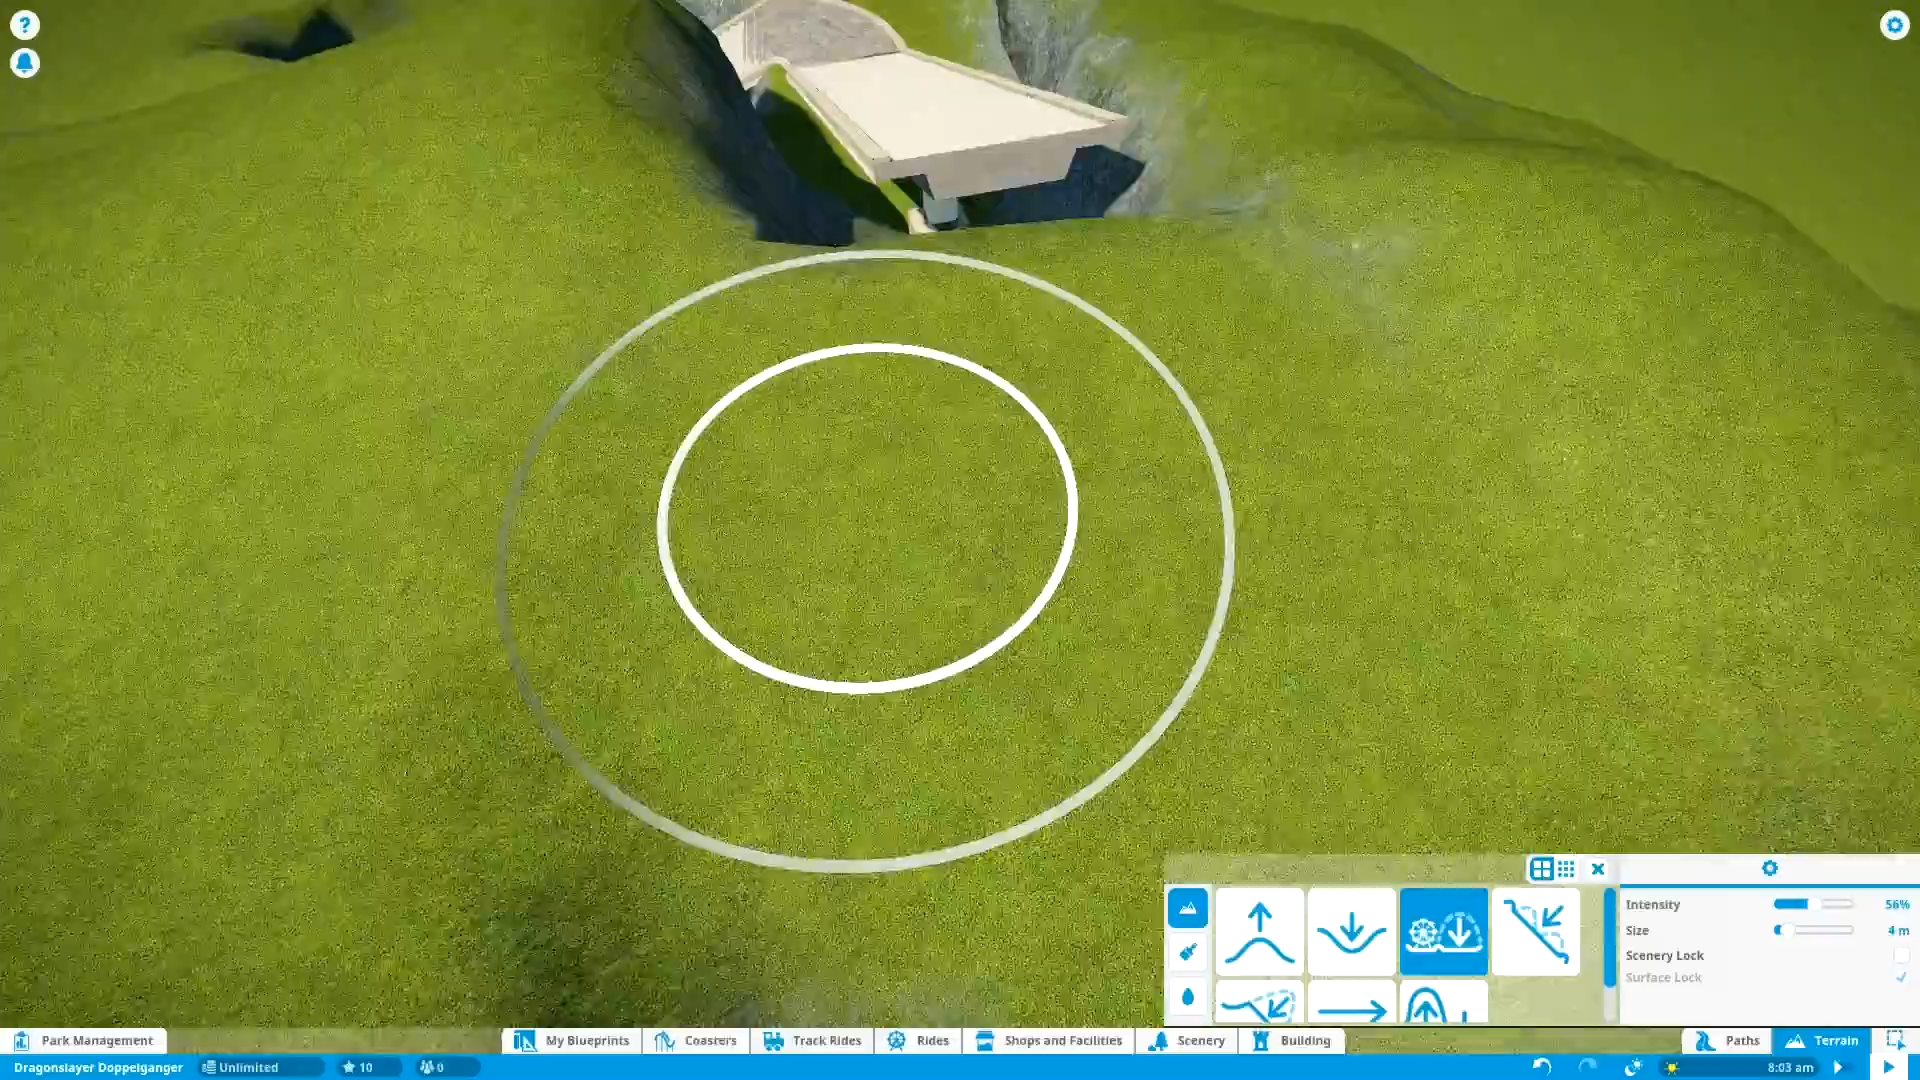 ?
Intensity 56%
Size 4 m
Scenery Lock
Surface Lock
Park Management My Blueprints Coasters Track Rides Rides Shops and Facilities Scenery Building Paths Terrain
Dragonslayer Doppelganger Unlimited 10 0 8:03 am